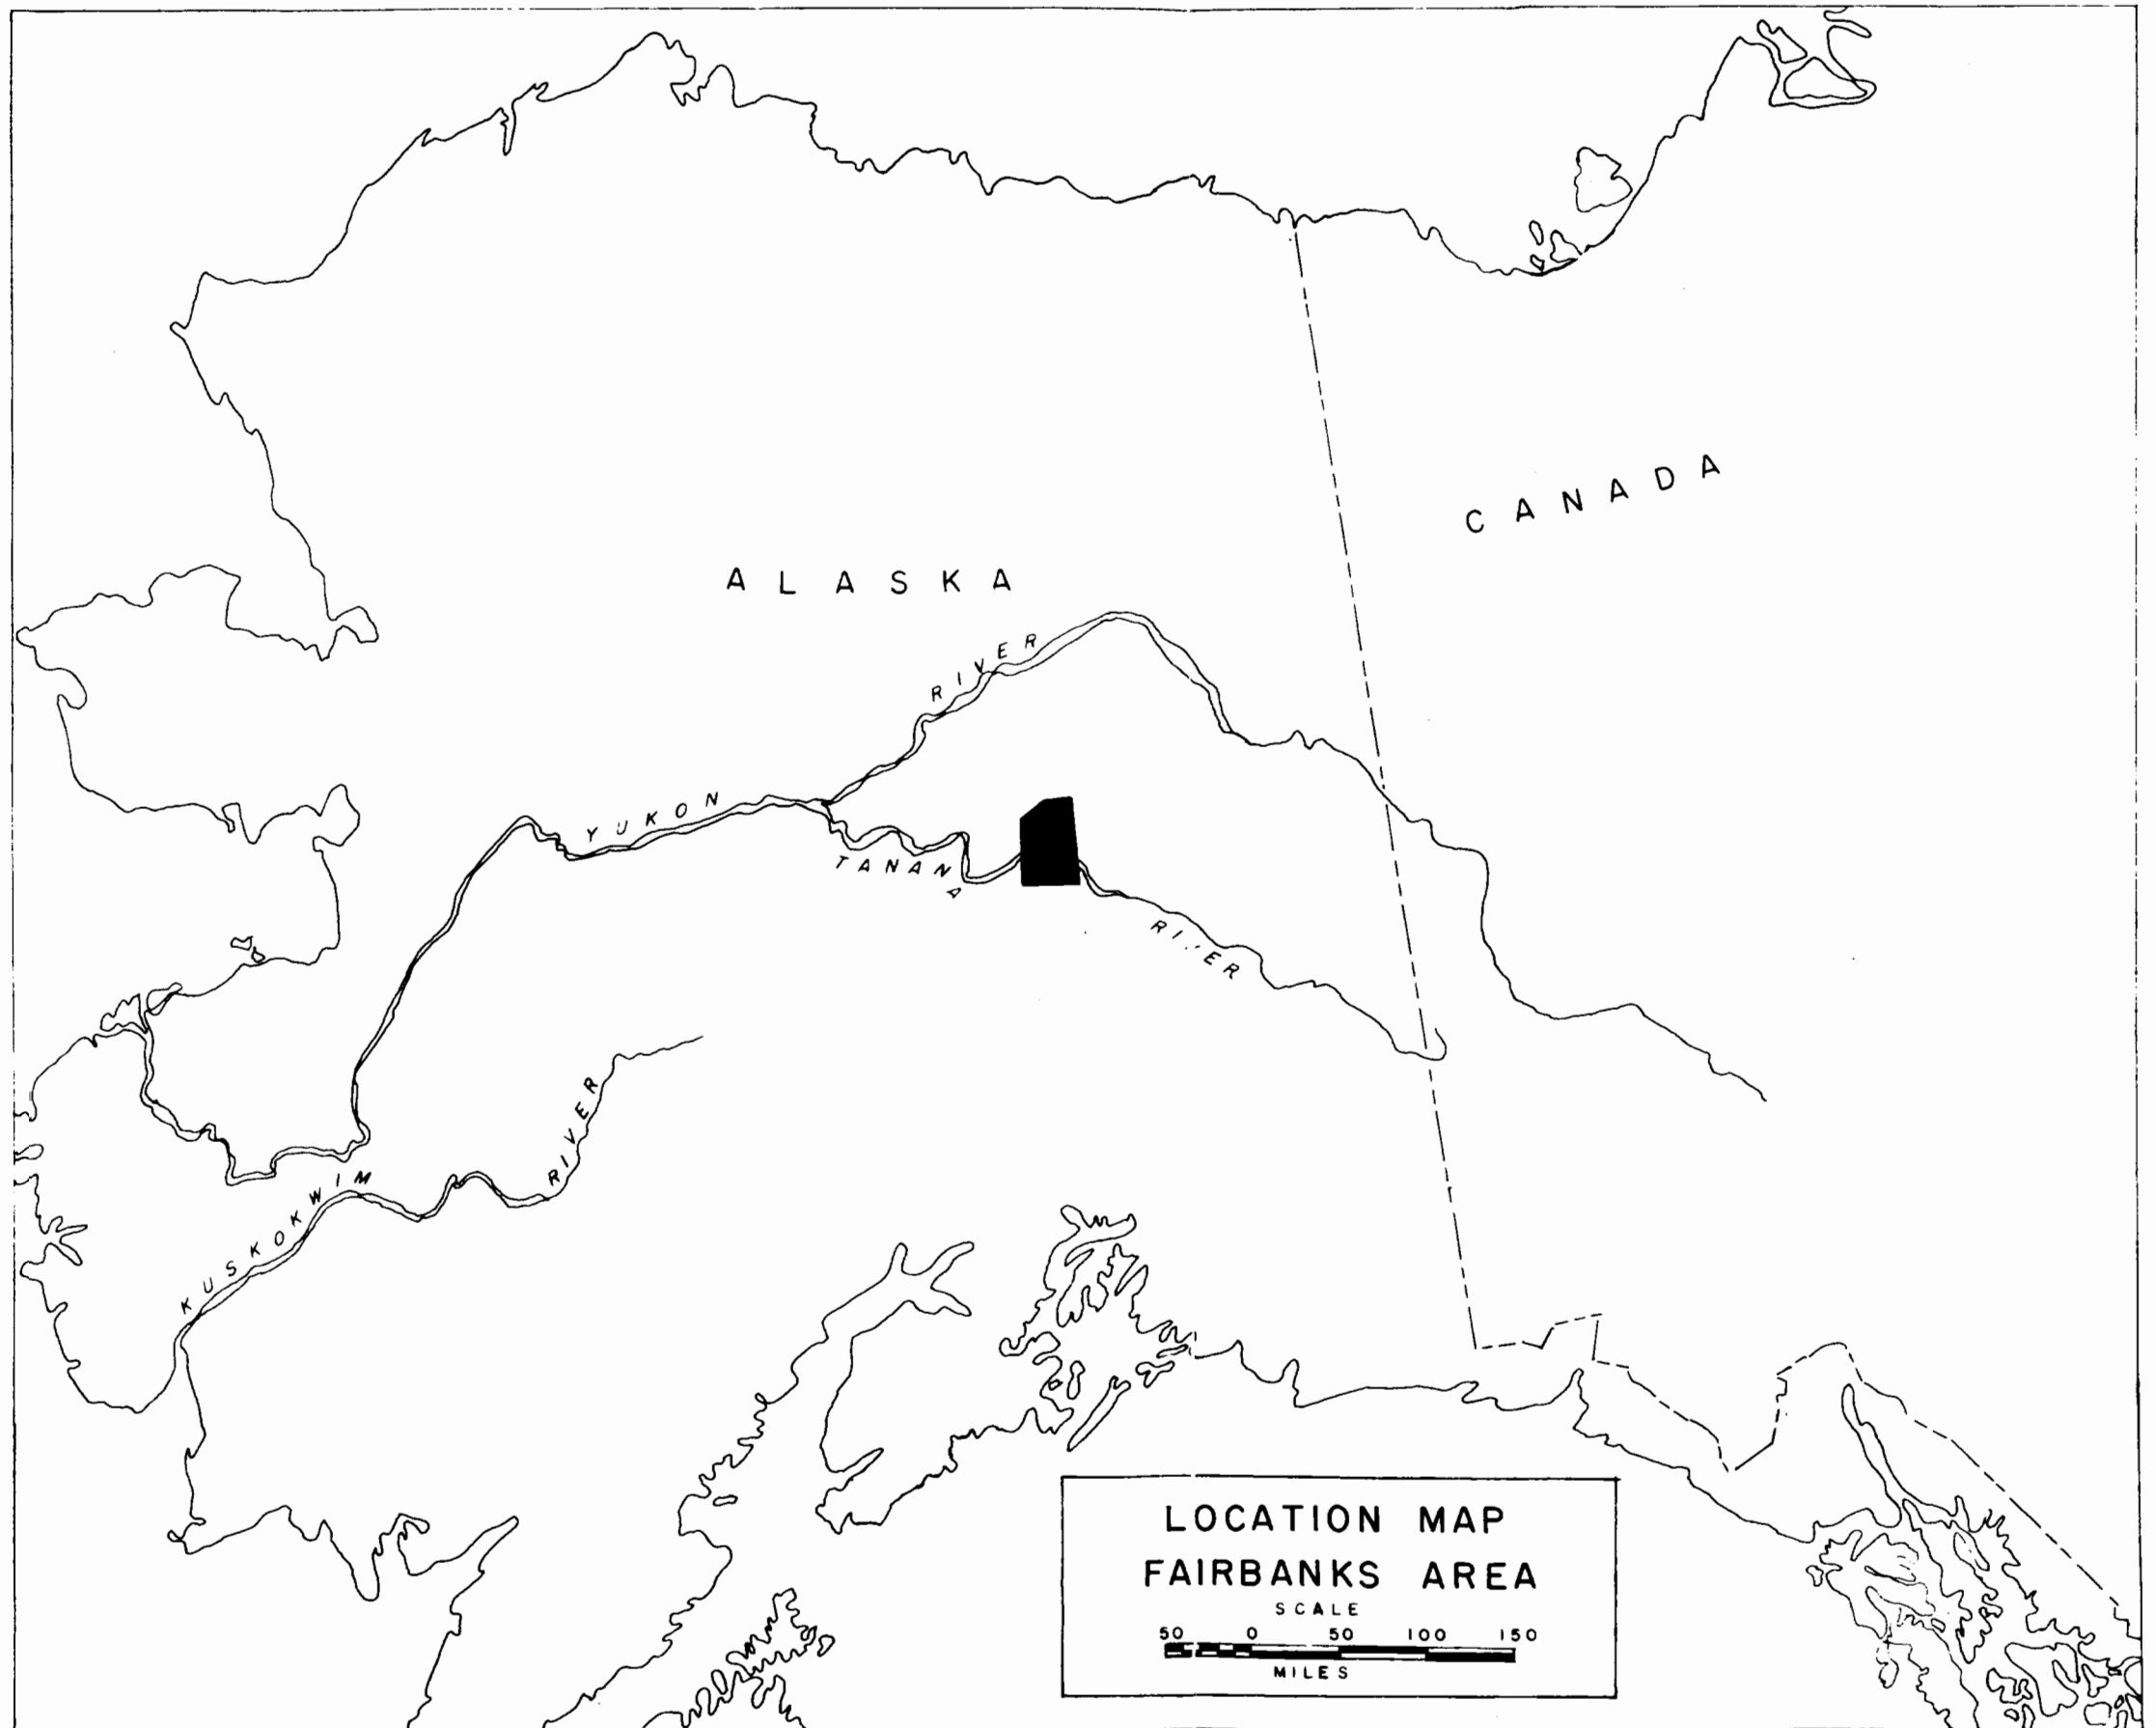 CANADA
ALASKA
YUKON RIVER
TANANA RIVER
KUSKOKWIM RIVER
LOCATION MAP
FAIRBANKS AREA
SCALE
50 0 50 100 150
MILES